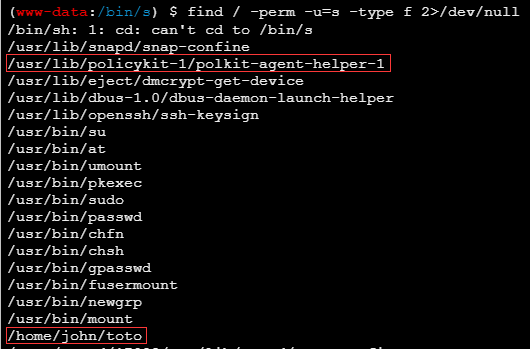 (www-data:/bin/s) $ find / -perm -u=s -type f 2>/dev/null
/bin/sh: 1: cd: can't cd to /bin/s
/usr/lib/snapd/snap-confine
/usr/lib/policykit-1/polkit-agent-helper-1
/usr/lib/eject/dmcrypt-get-device
/usr/lib/dbus-1.0/dbus-daemon-launch-helper
/usr/lib/openssh/ssh-keysign
/usr/bin/su
/usr/bin/at
/usr/bin/umount
/usr/bin/pkexec
/usr/bin/sudo
/usr/bin/passwd
/usr/bin/chfn
/usr/bin/chsh
/usr/bin/gpasswd
/usr/bin/fusermount
/usr/bin/newgrp
/usr/bin/mount
/home/john/toto